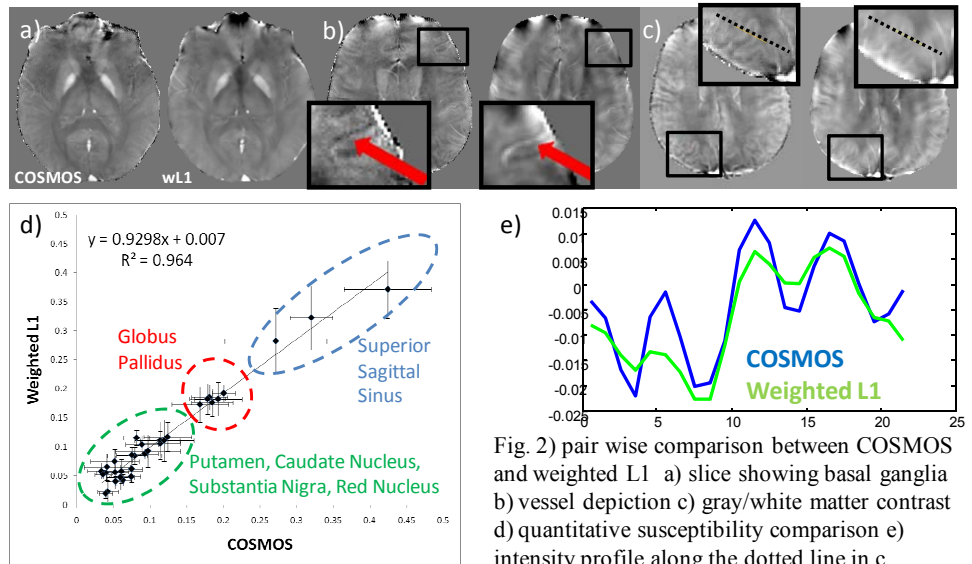 a)
b)
c)
COSMOS
wL1
d)
0.5
0.45
0.4
0.35
0.3
0.25
0.2
0.15
0.1
0.05
0
y = 0.9298x + 0.007
R² = 0.964
Weighted L1
Globus
Pallidus
Superior
Sagittal
Sinus
Putamen, Caudate Nucleus,
Substantia Nigra, Red Nucleus
0 0.05 0.1 0.15 0.2 0.25 0.3 0.35 0.4 0.45 0.5
COSMOS
e)
0.015
0.01
0.005
0
-0.005
-0.01
-0.015
-0.02
-0.025
COSMOS
Weighted L1
0 5 10 15 20 25
Fig. 2) pair wise comparison between COSMOS
and weighted L1 a) slice showing basal ganglia
b) vessel depiction c) gray/white matter contrast
d) quantitative susceptibility comparison e)
intensity profile along the dotted line in c